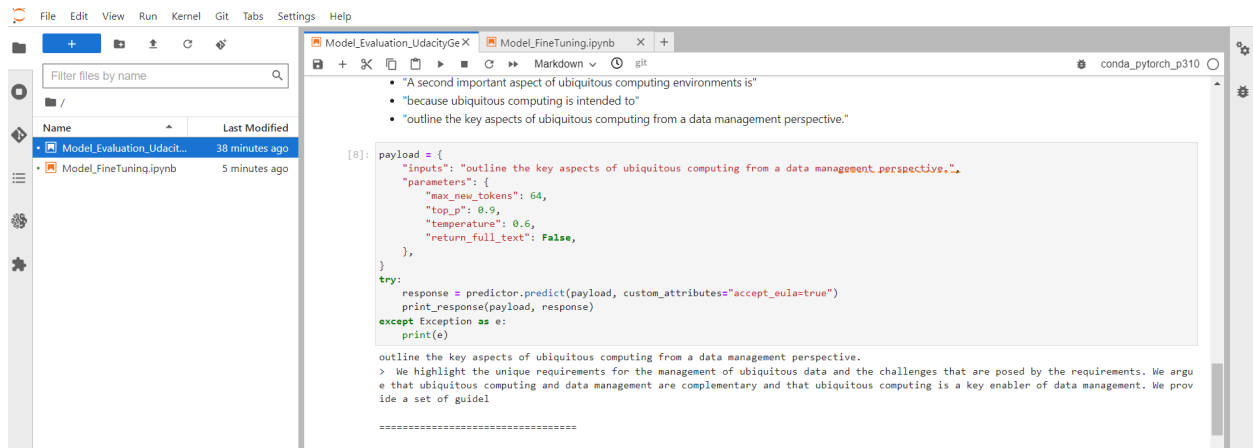 File Edit View Run Kernel Git Tabs Settings Help
Filter files by name
/
Name Last Modified
Model_Evaluation_Udacit... 38 minutes ago
Model_FineTuning.ipynb 5 minutes ago
Model_Evaluation_UdacityGe
Model_FineTuning.ipynb
Markdown
git
conda_pytorch_p310
"A second important aspect of ubiquitous computing environments is"
"because ubiquitous computing is intended to"
"outline the key aspects of ubiquitous computing from a data management perspective."
[8]: payload = {
"inputs": "outline the key aspects of ubiquitous computing from a data management perspective.",
"parameters": {
"max_new_tokens": 64,
"top_p": 0.9,
"temperature": 0.6,
"return_full_text": False,
},
}
try:
response = predictor.predict(payload, custom_attributes="accept_eula=true")
print_response(payload, response)
except Exception as e:
print(e)
outline the key aspects of ubiquitous computing from a data management perspective.
> We highlight the unique requirements for the management of ubiquitous data and the challenges that are posed by the requirements. We argu
e that ubiquitous computing and data management are complementary and that ubiquitous computing is a key enabler of data management. We prov
ide a set of guidel
==================================